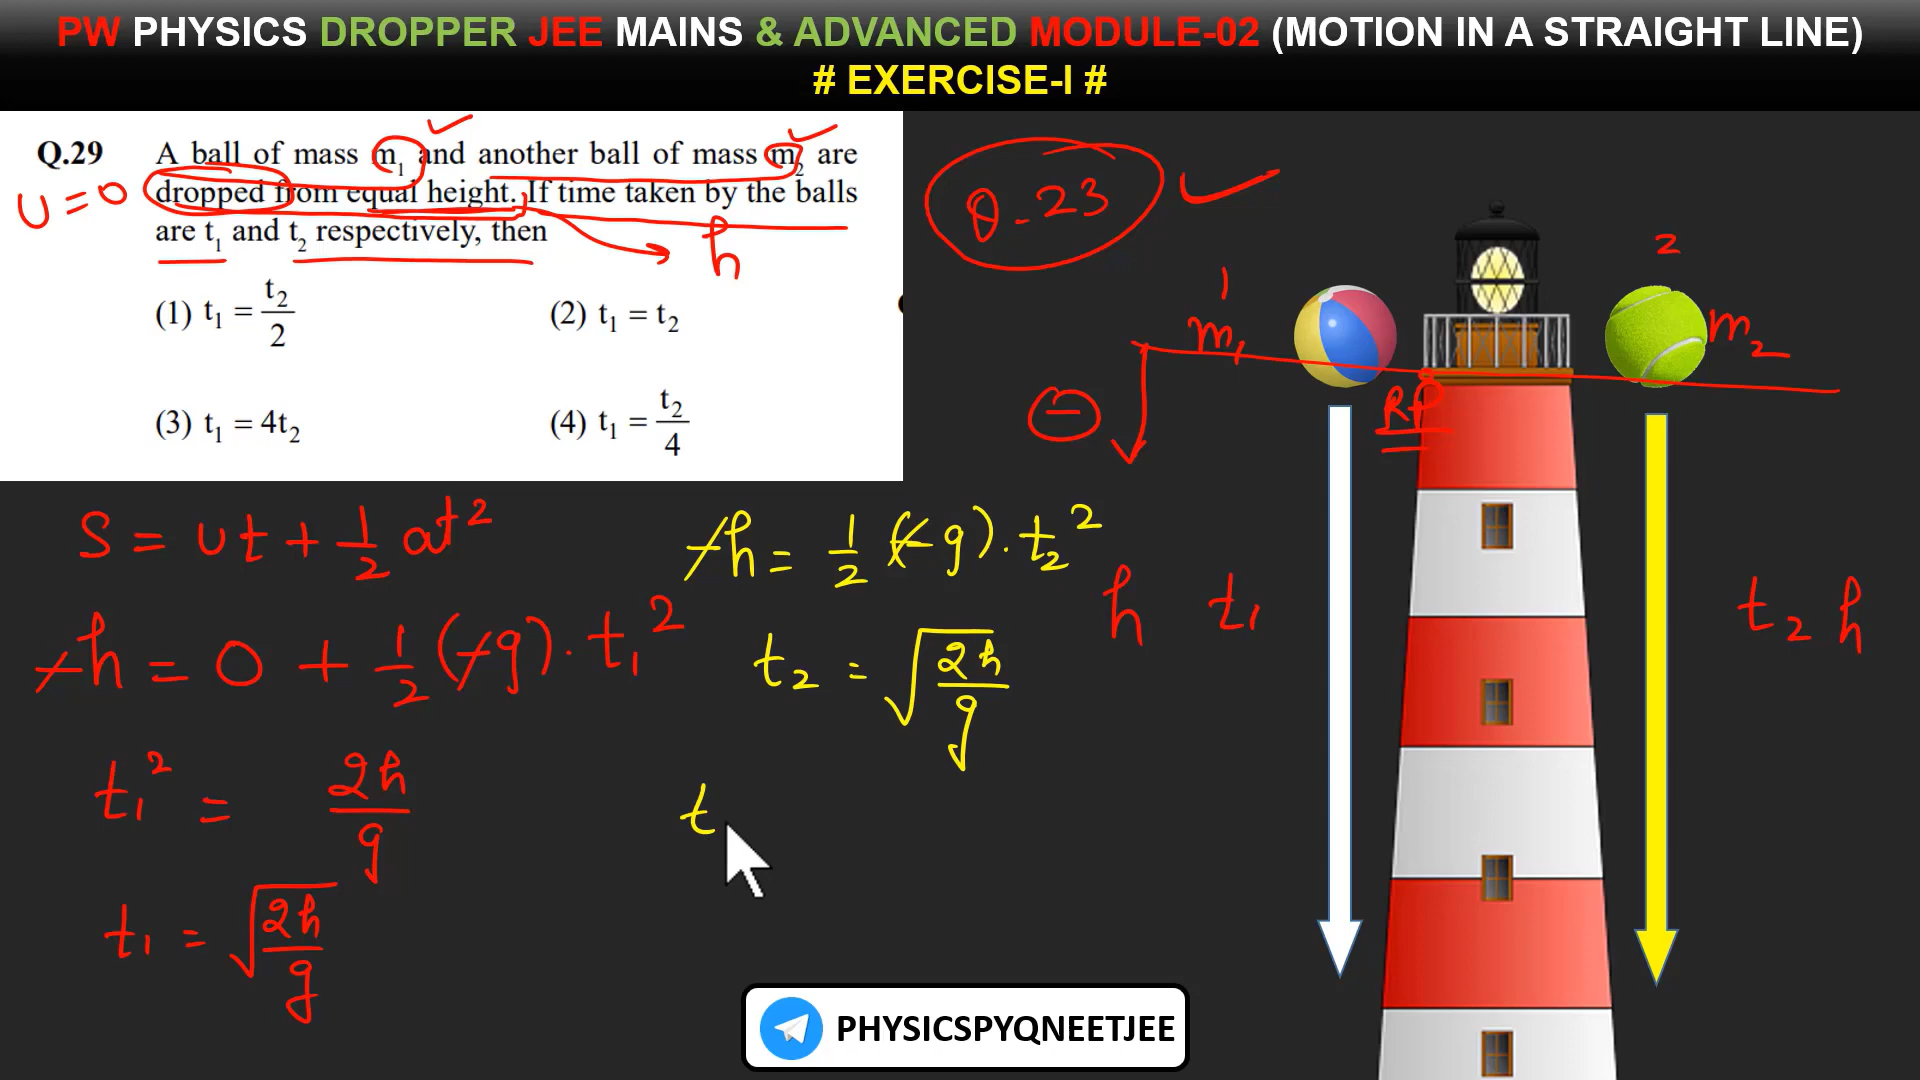 PW PHYSICS DROPPER JEE MAINS & ADVANCED MODULE-02 (MOTION IN A STRAIGHT LINE)
# EXERCISE-I #
Q.29 A ball of mass m₁ and another ball of mass m₂ are
dropped from equal height. If time taken by the balls
are t₁ and t₂ respectively, then
(1) t₁ = t₂/2
(2) t₁ = t₂
(3) t₁ = 4t₂
(4) t₁ = t₂/4
u = 0
h
Q-23
1
m₁
2
m₂
−
RP
S = ut + 1/2 at²
-h = 0 + 1/2 (-g) . t₁²
t₁² = 2h/g
t₁ = √(2h/g)
-h = 1/2 (-g) . t₂²
t₂ = √(2h/g)
t
h t₁
t₂ h
PHYSICSPYQNEETJEE